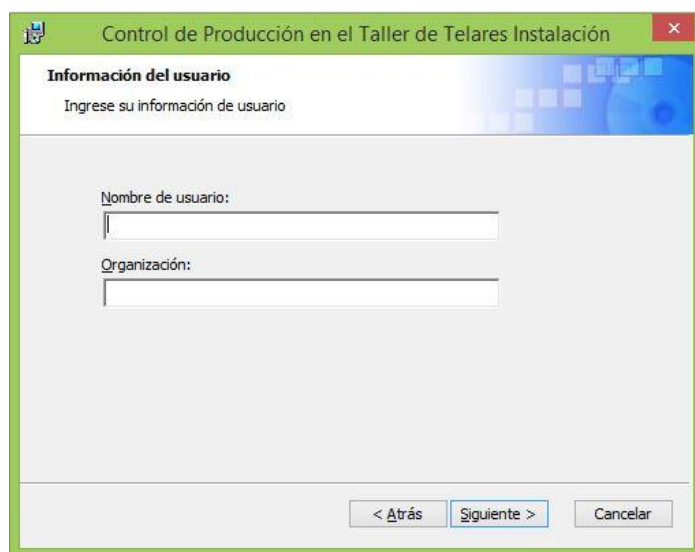 Control de Producción en el Taller de Telares Instalación
Información del usuario
Ingrese su información de usuario
Nombre de usuario:
Organización:
< Atrás
Siguiente >
Cancelar